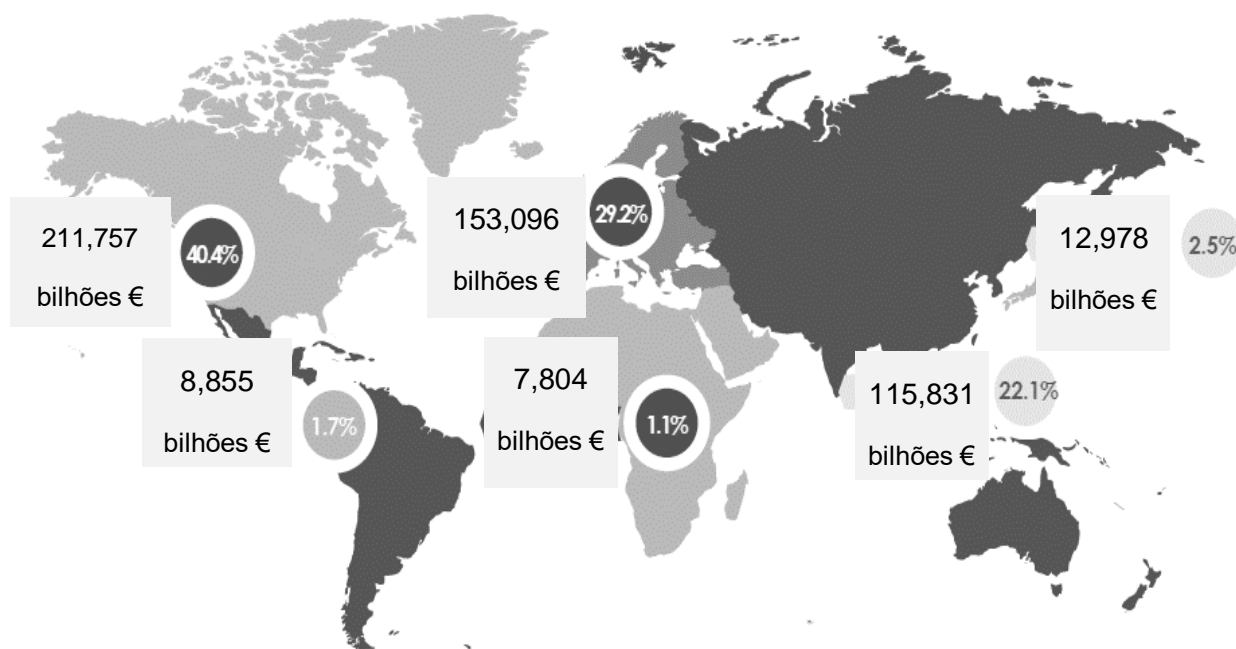 211,757
bilhões €
40.4%
153,096
bilhões €
29.2%
12,978
bilhões €
2.5%
8,855
bilhões €
1.7%
7,804
bilhões €
1.1%
115,831
bilhões €
22.1%